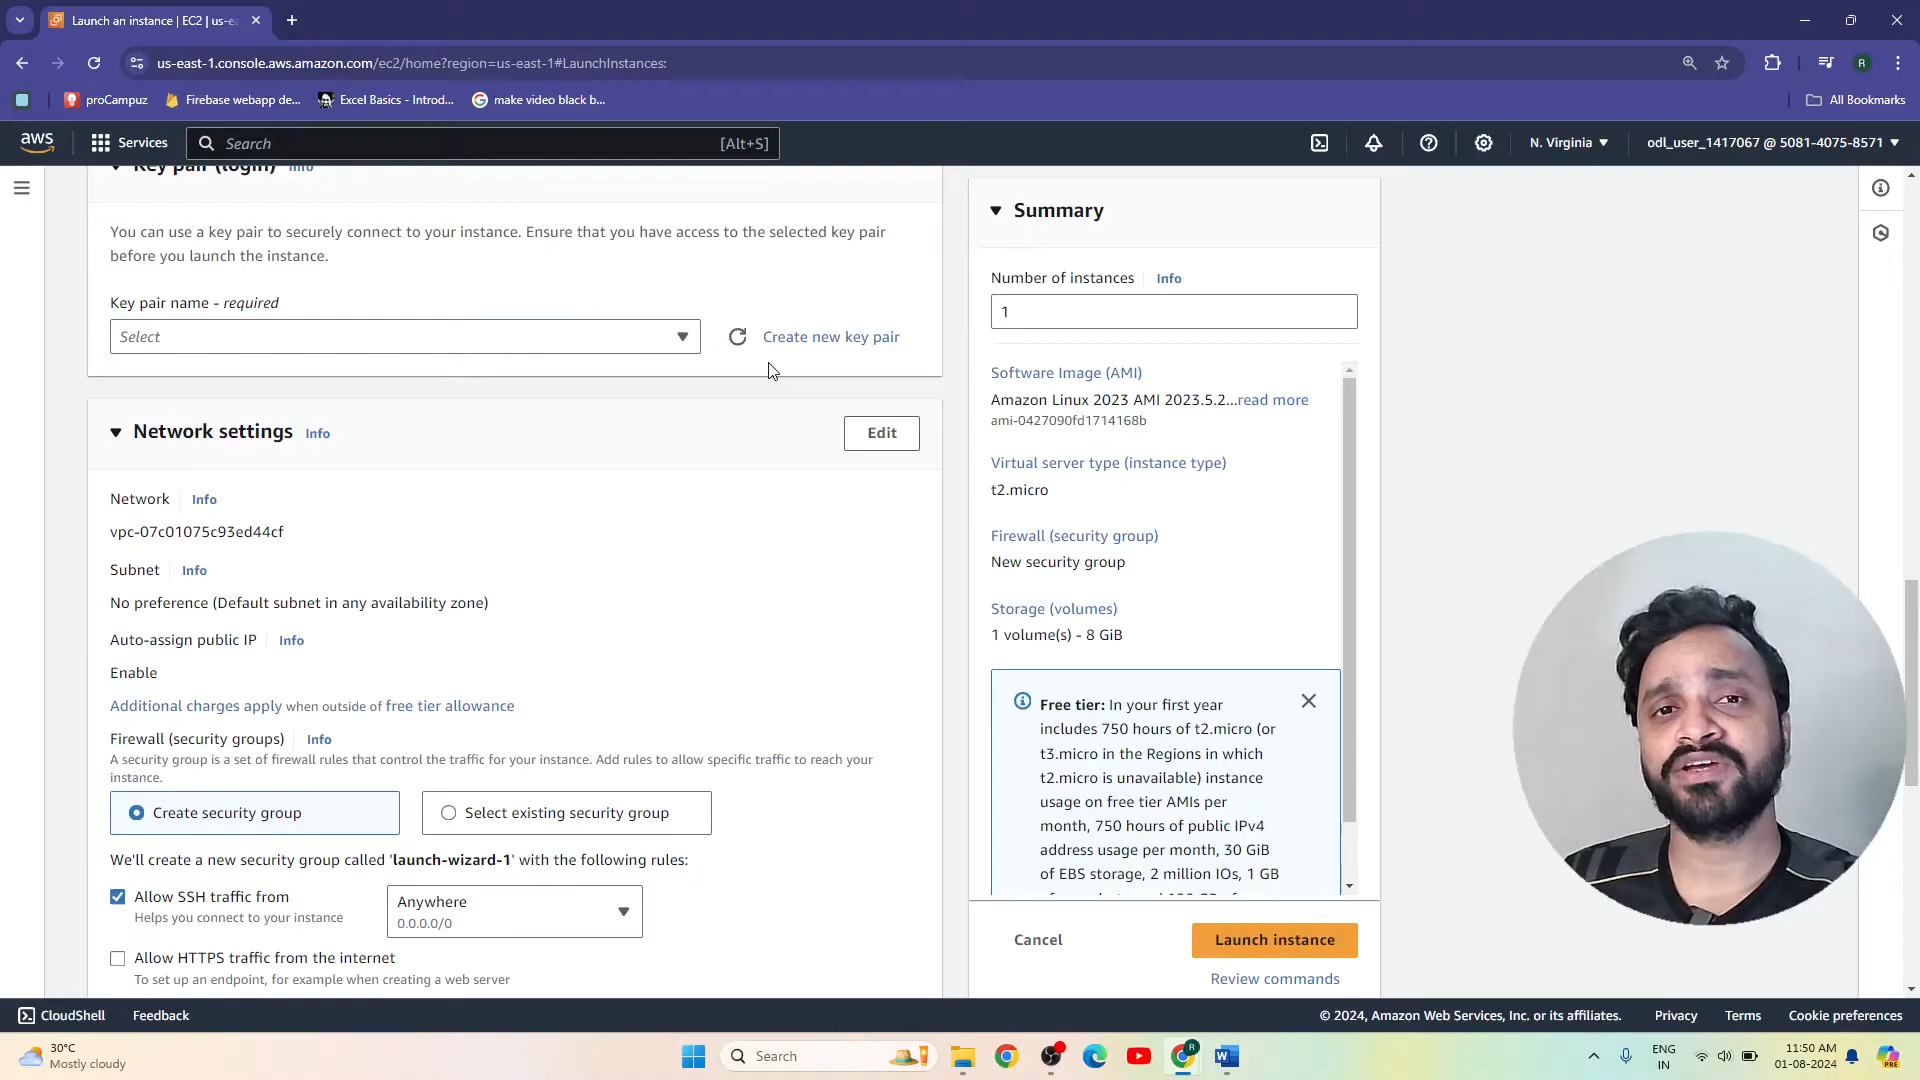 Launch an instance | EC2 | us-e
us-east-1.console.aws.amazon.com/ec2/home?region=us-east-1#LaunchInstances:
R
proCampuz
Firebase webapp de...
Excel Basics - Introd...
make video black b...
All Bookmarks
aws
Services
Search
[Alt+S]
N. Virginia
odl_user_1417067 @ 5081-4075-8571
Key pair (login)
Info
You can use a key pair to securely connect to your instance. Ensure that you have access to the selected key pair
before you launch the instance.
Key pair name - required
Select
Create new key pair
Network settings
Info
Edit
Network
Info
vpc-07c01075c93ed44cf
Subnet
Info
No preference (Default subnet in any availability zone)
Auto-assign public IP
Info
Enable
Additional charges apply when outside of free tier allowance
Firewall (security groups)
Info
A security group is a set of firewall rules that control the traffic for your instance. Add rules to allow specific traffic to reach your
instance.
Create security group
Select existing security group
We'll create a new security group called 'launch-wizard-1' with the following rules:
Allow SSH traffic from
Helps you connect to your instance
Anywhere
0.0.0.0/0
Allow HTTPS traffic from the internet
To set up an endpoint, for example when creating a web server
Summary
Number of instances
Info
1
Software Image (AMI)
Amazon Linux 2023 AMI 2023.5.2...read more
ami-0427090fd1714168b
Virtual server type (instance type)
t2.micro
Firewall (security group)
New security group
Storage (volumes)
1 volume(s) - 8 GiB
Free tier: In your first year
includes 750 hours of t2.micro (or
t3.micro in the Regions in which
t2.micro is unavailable) instance
usage on free tier AMIs per
month, 750 hours of public IPv4
address usage per month, 30 GiB
of EBS storage, 2 million IOs, 1 GB
Cancel
Launch instance
Review commands
CloudShell
Feedback
© 2024, Amazon Web Services, Inc. or its affiliates.
Privacy
Terms
Cookie preferences
30°C
Mostly cloudy
Search
R
ENG
IN
11:50 AM
01-08-2024
PRE